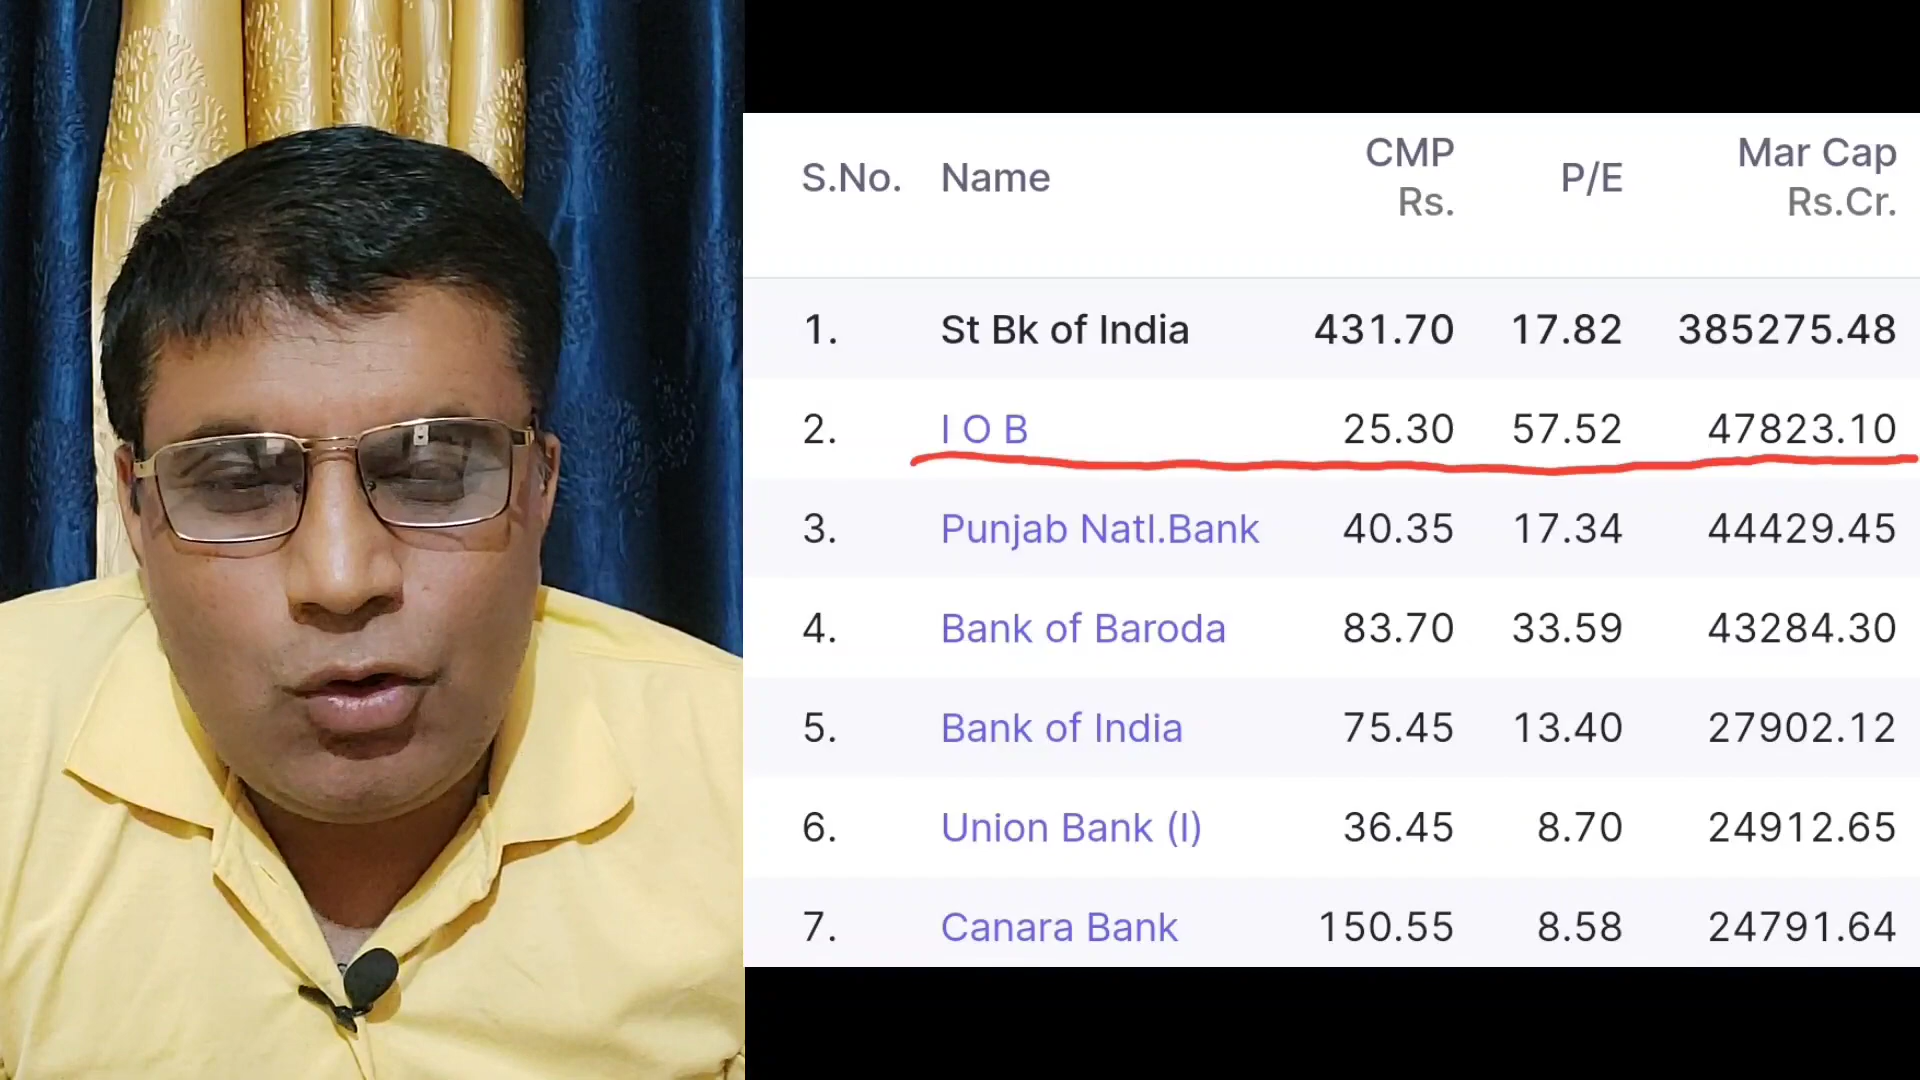 S.No. Name CMP Rs. P/E Mar Cap Rs.Cr.
1. St Bk of India 431.70 17.82 385275.48
2. I O B 25.30 57.52 47823.10
3. Punjab Natl.Bank 40.35 17.34 44429.45
4. Bank of Baroda 83.70 33.59 43284.30
5. Bank of India 75.45 13.40 27902.12
6. Union Bank (I) 36.45 8.70 24912.65
7. Canara Bank 150.55 8.58 24791.64